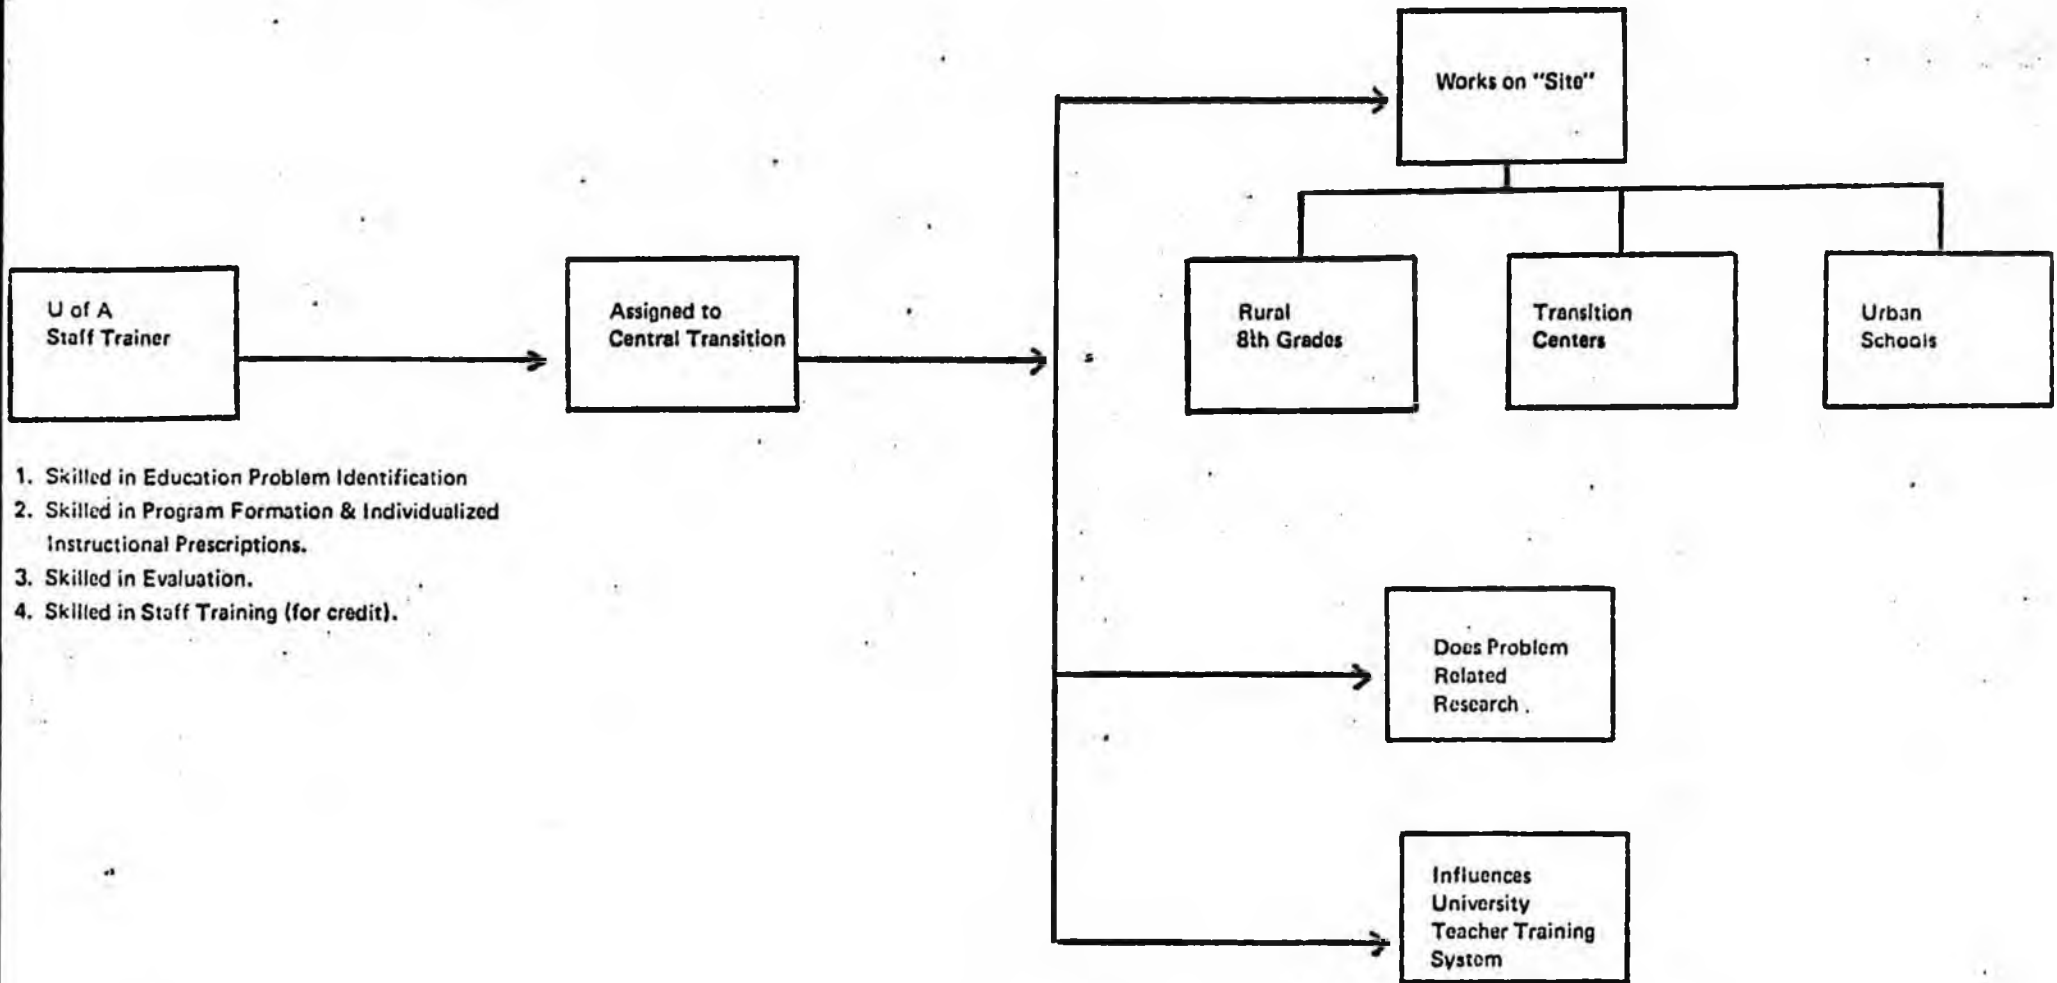 Works on "Site"
U of A
Staff Trainer
Assigned to
Central Transition
Rural
8th Grades
Transition
Centers
Urban
Schools
1. Skilled in Education Problem Identification
2. Skilled in Program Formation & Individualized
Instructional Prescriptions.
3. Skilled in Evaluation.
4. Skilled in Staff Training (for credit).
Does Problem
Related
Research .
Influences
University
Teacher Training
System